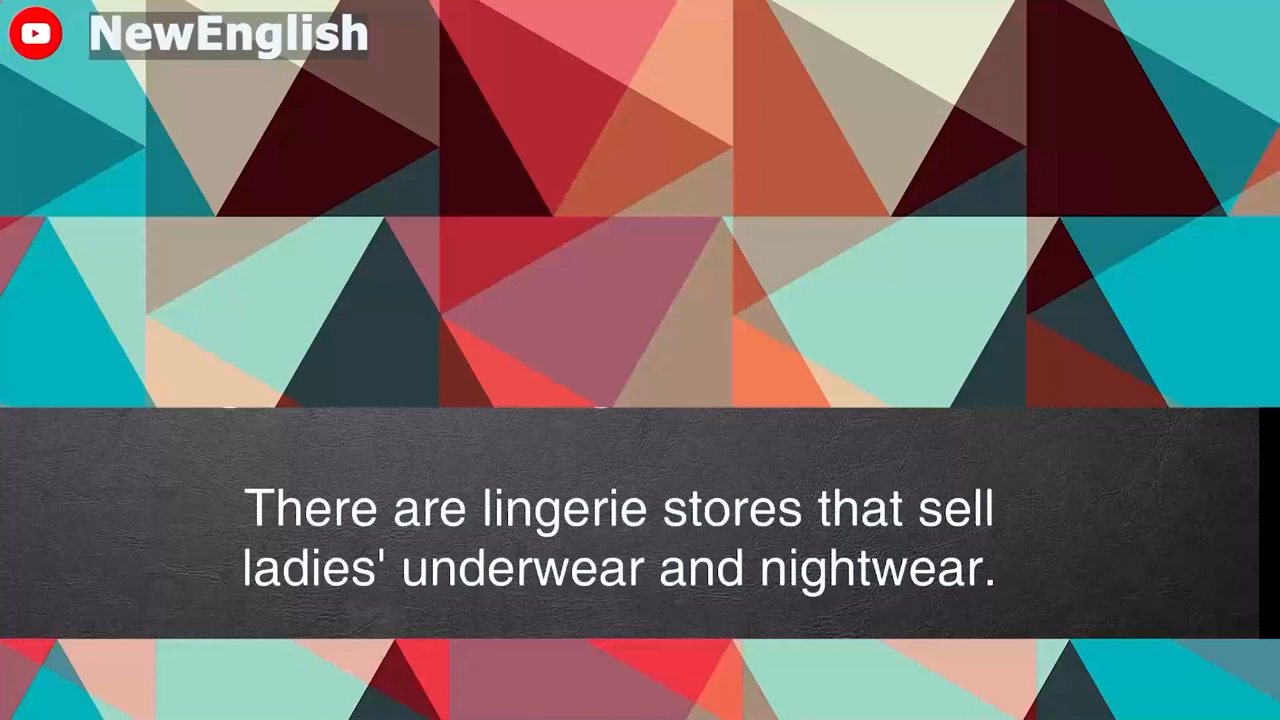 NewEnglish
There are lingerie stores that sell
ladies' underwear and nightwear.